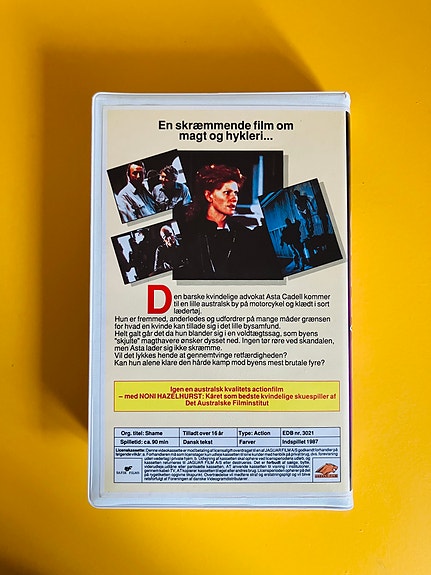 En skræmmende film om
magt og hykleri...
Den barske kvindelige advokat Asta Cadell kommer
til en lille australsk by på motorcykel og klædt i sort
lædertøj.
Hun er fremmed, anderledes og udfordrer på mange måder grænsen
for hvad en kvinde kan tillade sig i det lille bysamfund.
Helt galt går det da hun blander sig i en voldtægtssag, som byens
"skjulte" magthavere ønsker dysset ned. Ingen tør røre ved skandalen,
men Asta lader sig ikke skræmme.
Vil det lykkes hende at gennemtvinge retfærdigheden?
Kan hun alene klare den hårde kamp mod byens mest brutale fyre?
Igen en australsk kvalitets actionfilm
– med NONI HAZELHURST: Kåret som bedste kvindelige skuespiller af
Det Australske Filminstitut
Org. titel: Shame Tilladt over 16 år Type: Action EDB nr. 3021
Spilletid: ca. 90 min Dansk tekst Farver Indspillet 1987